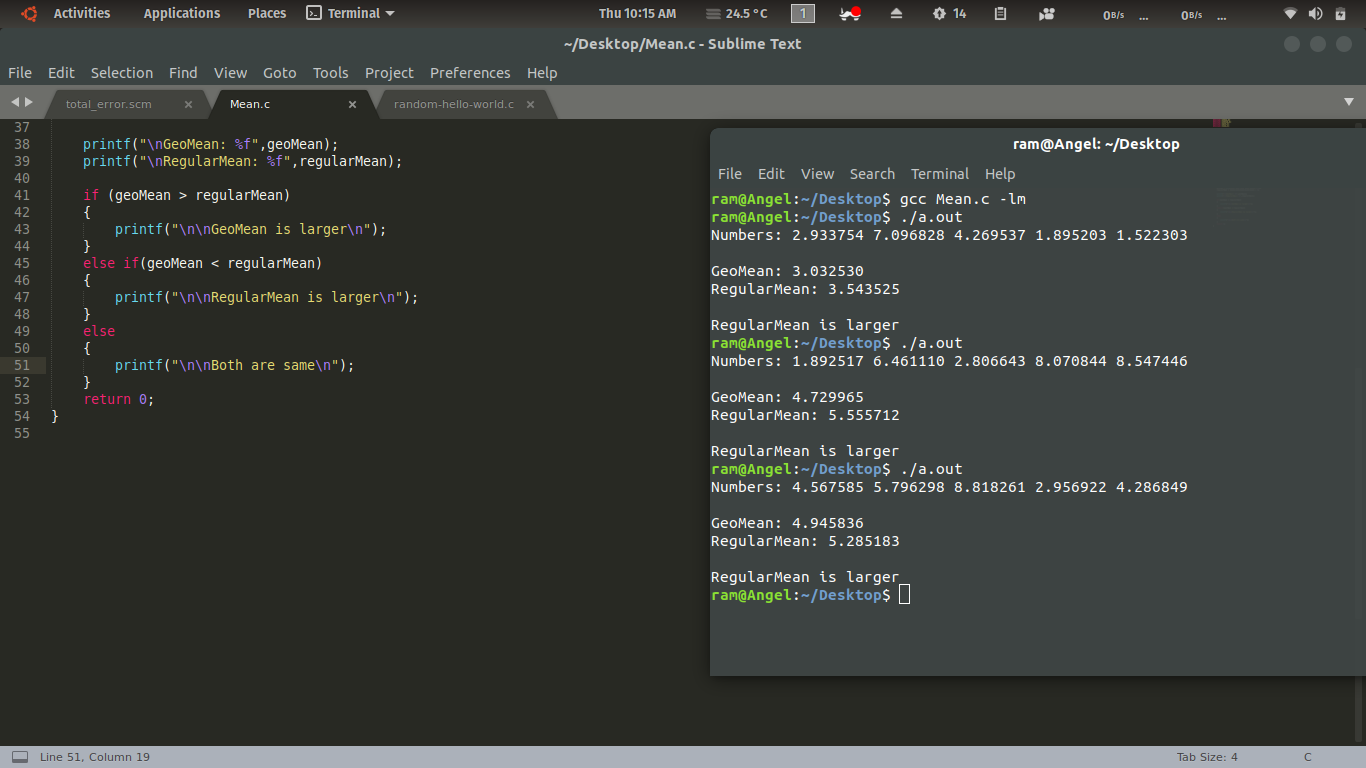 Activities Applications Places Terminal Thu 10:15 AM 24.5 °C 1 14 0 B/s ... 0 B/s ...
~/Desktop/Mean.c - Sublime Text
File Edit Selection Find View Goto Tools Project Preferences Help
total_error.scm × Mean.c × random-hello-world.c ×
37
38 printf("\nGeoMean: %f",geoMean);
39 printf("\nRegularMean: %f",regularMean);
40
41 if (geoMean > regularMean)
42 {
43 printf("\n\nGeoMean is larger\n");
44 }
45 else if(geoMean < regularMean)
46 {
47 printf("\n\nRegularMean is larger\n");
48 }
49 else
50 {
51 printf("\n\nBoth are same\n");
52 }
53 return 0;
54 }
55
ram@Angel: ~/Desktop
File Edit View Search Terminal Help
ram@Angel:~/Desktop$ gcc Mean.c -lm
ram@Angel:~/Desktop$ ./a.out
Numbers: 2.933754 7.096828 4.269537 1.895203 1.522303
GeoMean: 3.032530
RegularMean: 3.543525
RegularMean is larger
ram@Angel:~/Desktop$ ./a.out
Numbers: 1.892517 6.461110 2.806643 8.070844 8.547446
GeoMean: 4.729965
RegularMean: 5.555712
RegularMean is larger
ram@Angel:~/Desktop$ ./a.out
Numbers: 4.567585 5.796298 8.818261 2.956922 4.286849
GeoMean: 4.945836
RegularMean: 5.285183
RegularMean is larger
ram@Angel:~/Desktop$
Line 51, Column 19 Tab Size: 4 C